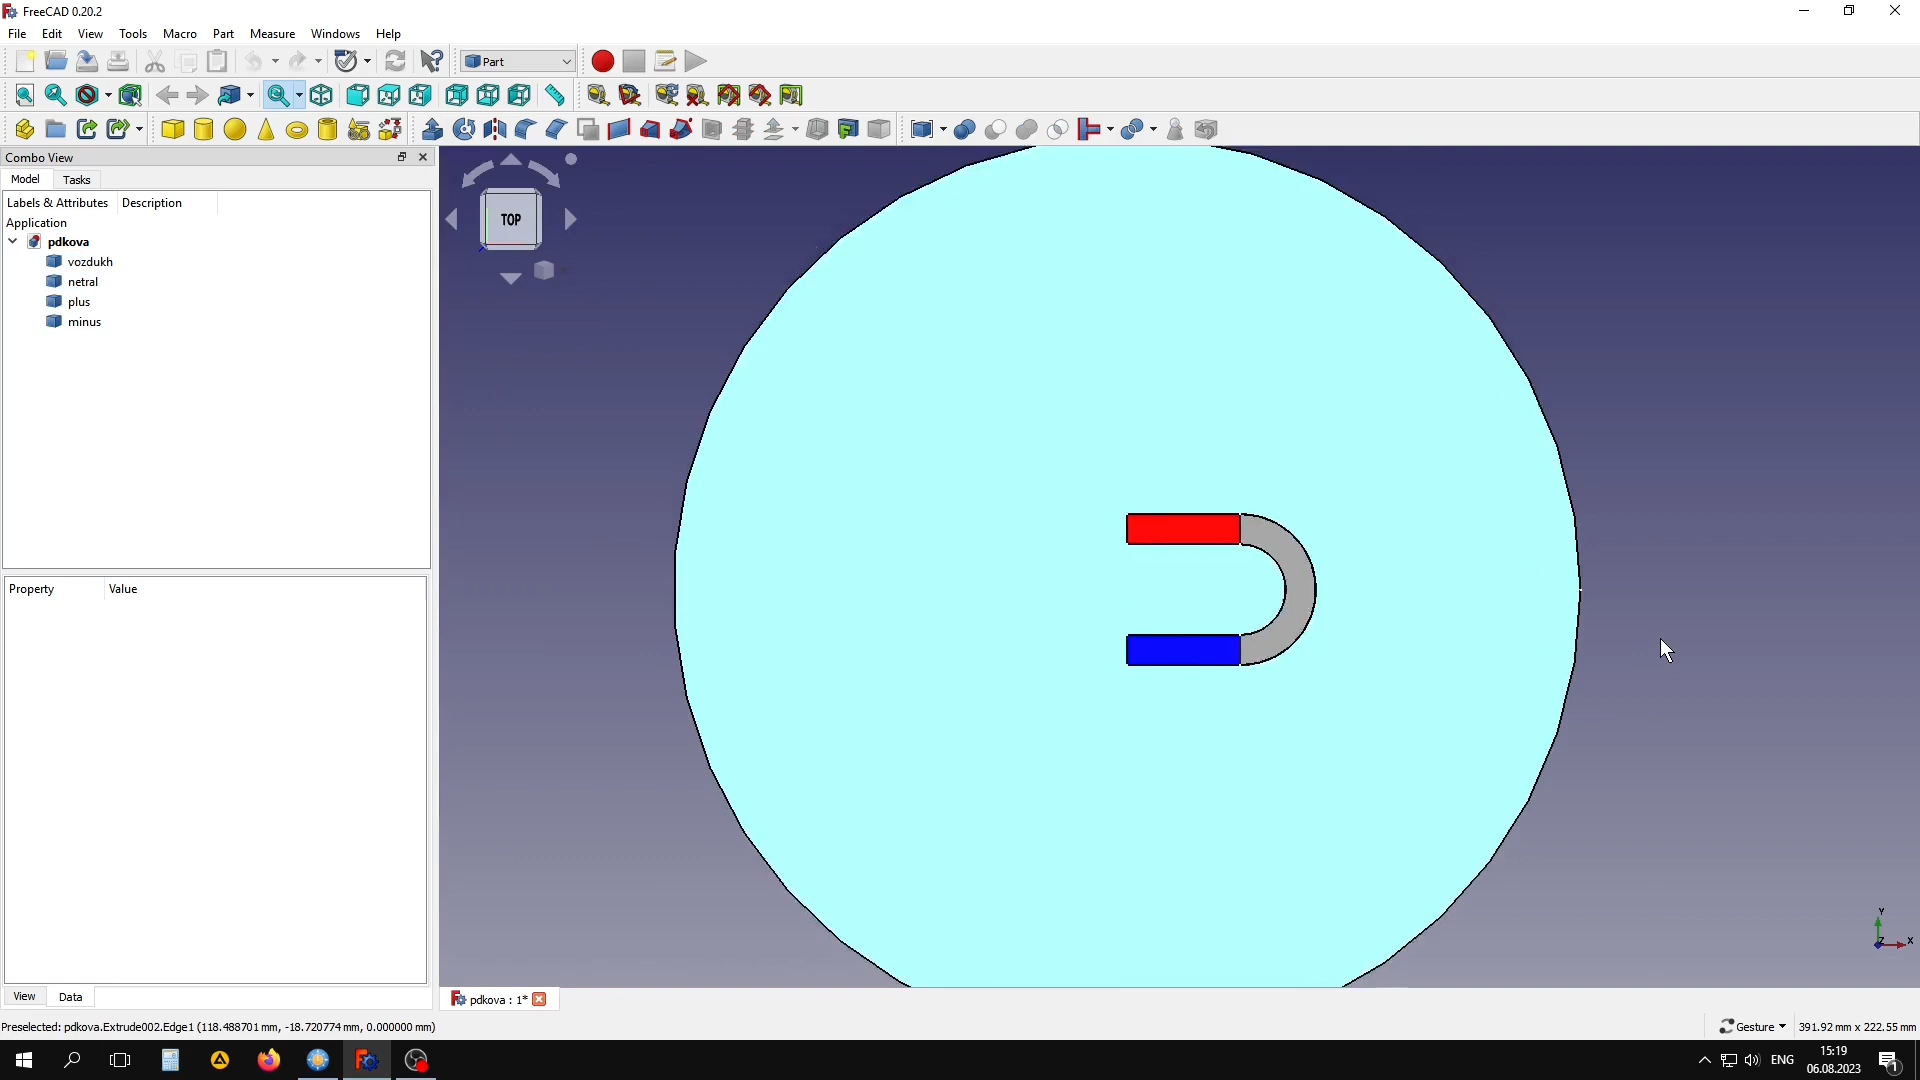 FreeCAD 0.20.2
File Edit View Tools Macro Part Measure Windows Help
Part
Combo View
Model Tasks
Labels & Attributes Description
Application
pdkova
vozdukh
netral
plus
minus
TOP
Property Value
Y
Z X
View Data
pdkova : 1*
Preselected: pdkova.Extrude002.Edge1 (118.488701 mm, -18.720774 mm, 0.000000 mm)
Gesture 391.92 mm x 222.55 mm
ENG
15:19
06.08.2023
1